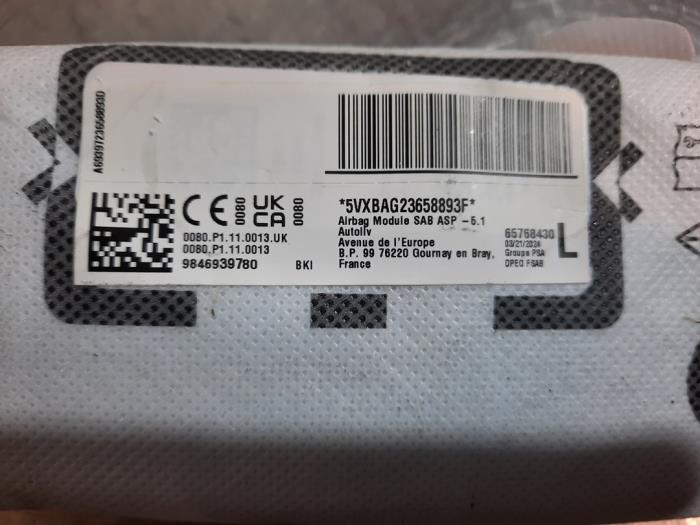 A69397236588930
*5VXBAG23658893F*
Airbag Module SAB ASP -5.1
Autoliv
Avenue de l'Europe
B.P. 99 76220 Gournay en Bray,
France
CE 0080 UK CA 0080
0080.P1.11.0013.UK
0080.P1.11.0013
9846939780 BKI
65768430
03/21/2024
Groupe PSA
OPEO FSAB
L